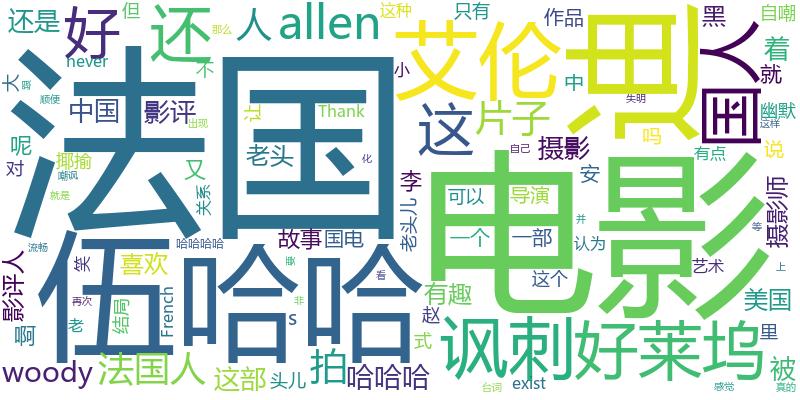 还是
但
人
allen
这种
只有
作品
黑
自嘲
大
never
好
还
那么
不
小
艾伦
迪
国人
着
就
中
幽默
失明
这样
顺便
中国
影评
让
Thank
出现
法国
这
片子
摄影
吗
说
有点
呢
对
揶揄
又
老头
化
自己
安
李
可以
导演
电影
摄影师
嘲讽
就是
关系
老头儿
一个
一部
认为
并
等
流畅
伍
哈哈
哈哈哈哈
故事
国电
这个
艺术
上
影评人
笑
喜欢
要
看
有趣
美国
再次
结局
French
非
赵
里
啊
老
s
式
讽刺
好莱坞
被
woody
法国人
这部
头儿
拍
哈哈哈
exist
台词
感觉
真的